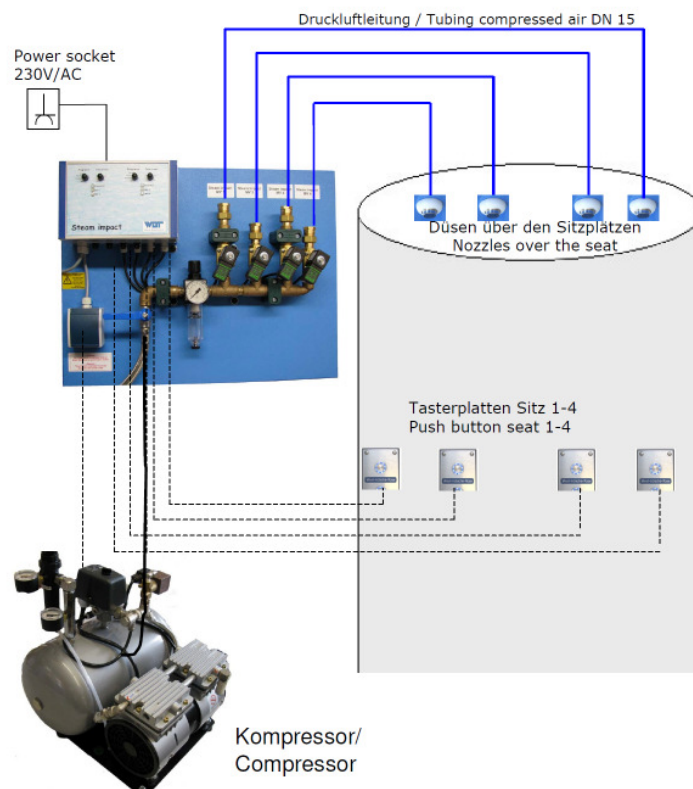 Druckluftleitung / Tubing compressed air DN 15
Power socket
230V/AC
Steam impact
WDT
Düsen über den Sitzplätzen
Nozzles over the seat
Tasterplatten Sitz 1-4
Push button seat 1-4
Kompressor/
Compressor